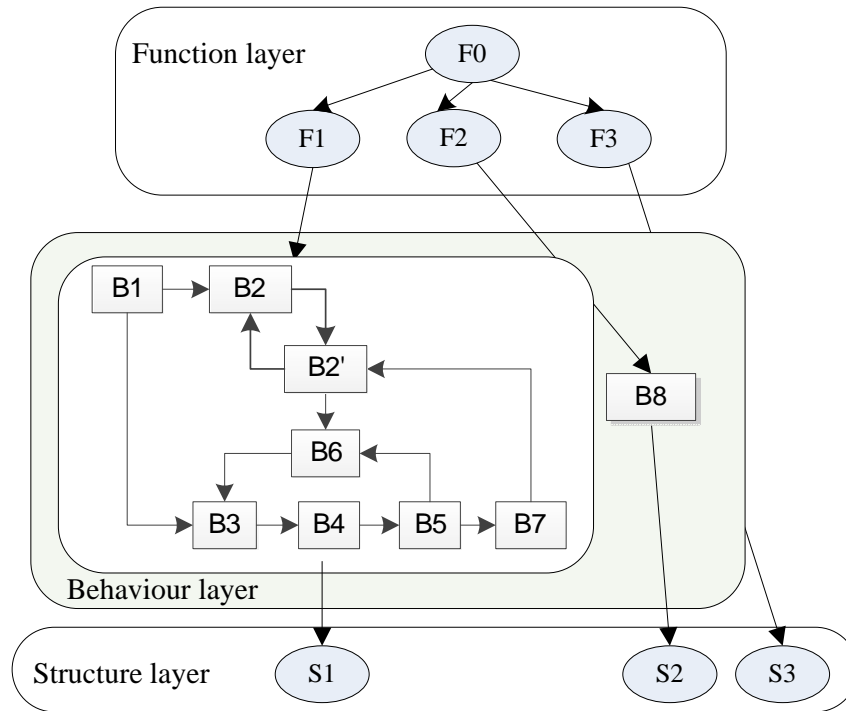 Function layer
F0
F1
F2
F3
B1
B2
B2'
B8
B6
B3
B4
B5
B7
Behaviour layer
Structure layer
S1
S2
S3